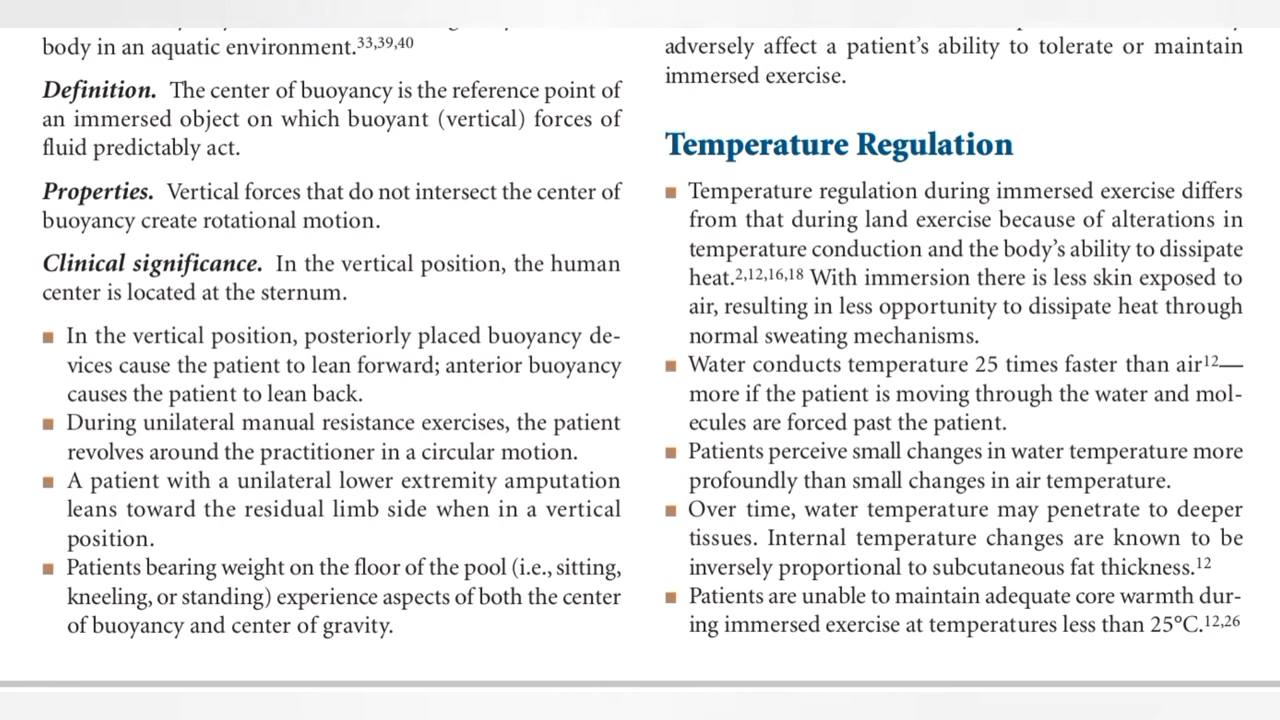 body in an aquatic environment.33,39,40
Definition. The center of buoyancy is the reference point of
an immersed object on which buoyant (vertical) forces of
fluid predictably act.
Properties. Vertical forces that do not intersect the center of
buoyancy create rotational motion.
Clinical significance. In the vertical position, the human
center is located at the sternum.
■ In the vertical position, posteriorly placed buoyancy de-
vices cause the patient to lean forward; anterior buoyancy
causes the patient to lean back.
■ During unilateral manual resistance exercises, the patient
revolves around the practitioner in a circular motion.
■ A patient with a unilateral lower extremity amputation
leans toward the residual limb side when in a vertical
position.
■ Patients bearing weight on the floor of the pool (i.e., sitting,
kneeling, or standing) experience aspects of both the center
of buoyancy and center of gravity.
adversely affect a patient's ability to tolerate or maintain
immersed exercise.
Temperature Regulation
■ Temperature regulation during immersed exercise differs
from that during land exercise because of alterations in
temperature conduction and the body's ability to dissipate
heat.2,12,16,18 With immersion there is less skin exposed to
air, resulting in less opportunity to dissipate heat through
normal sweating mechanisms.
■ Water conducts temperature 25 times faster than air12—
more if the patient is moving through the water and mol-
ecules are forced past the patient.
■ Patients perceive small changes in water temperature more
profoundly than small changes in air temperature.
■ Over time, water temperature may penetrate to deeper
tissues. Internal temperature changes are known to be
inversely proportional to subcutaneous fat thickness.12
■ Patients are unable to maintain adequate core warmth dur-
ing immersed exercise at temperatures less than 25°C.12,26